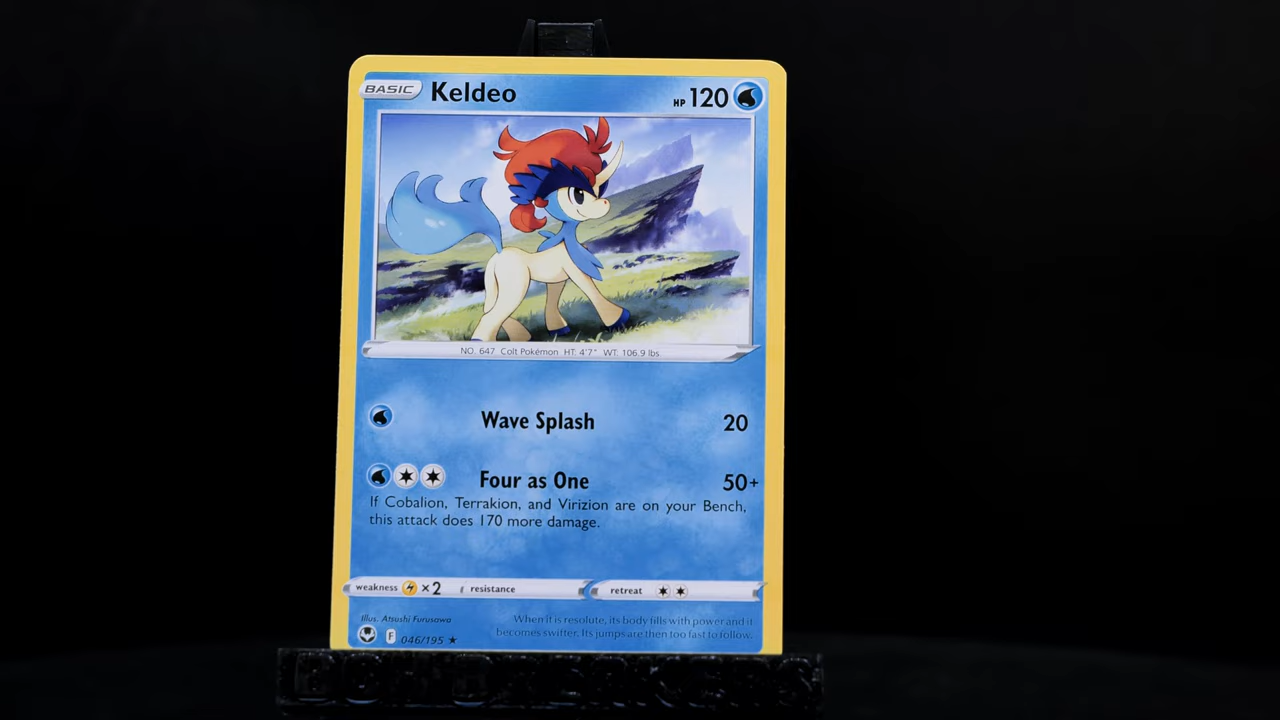 BASIC Keldeo HP 120
NO. 647 Colt Pokémon HT: 4'7" WT: 106.9 lbs.
Wave Splash 20
Four as One 50+
If Cobalion, Terrakion, and Virizion are on your Bench,
this attack does 170 more damage.
weakness ×2 resistance retreat
Illus. Atsushi Furusawa
When it is resolute, its body fills with power and it
becomes swifter. Its jumps are then too fast to follow.
F 046/195 ★